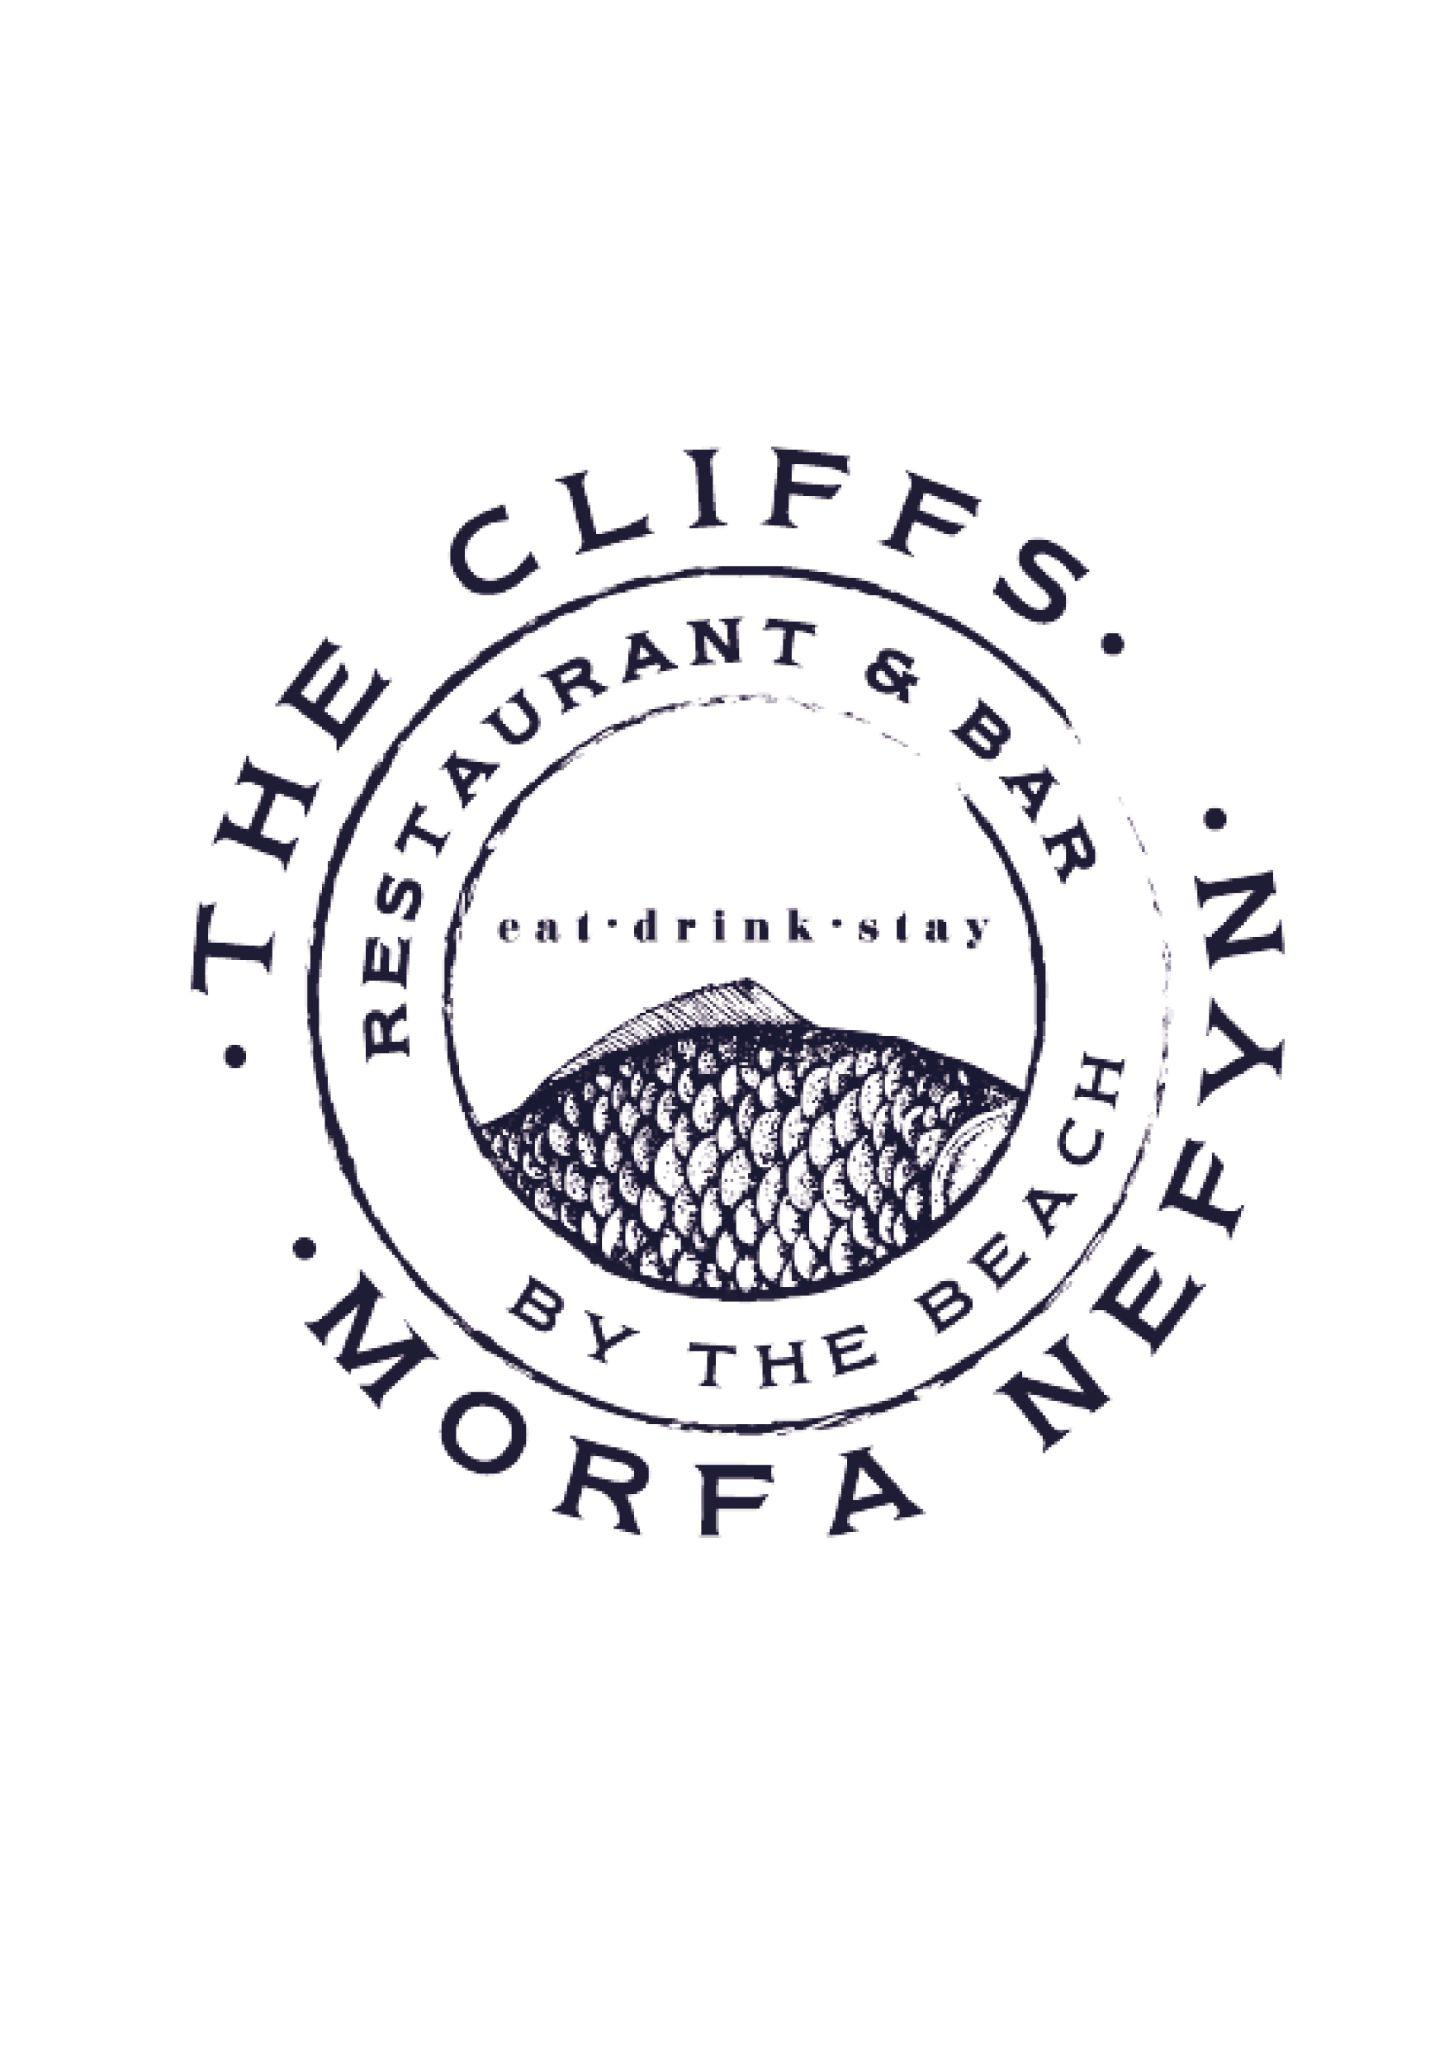 · THE CLIFFS ·
RESTAURANT & BAR
eat·drink·stay
BY THE BEACH
· MORFA NEFYN ·